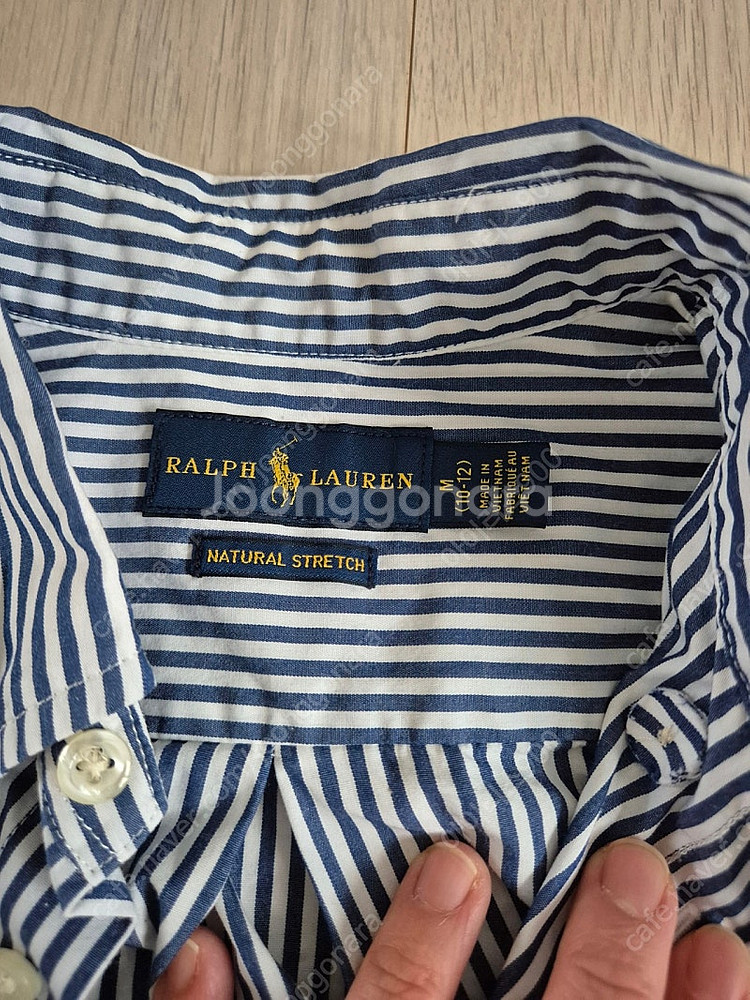 RALPH LAUREN
M
(10-12)
MADE IN
VIETNAM
FABRIQUÉ AU
VIETNAM
NATURAL STRETCH
Joonggonara